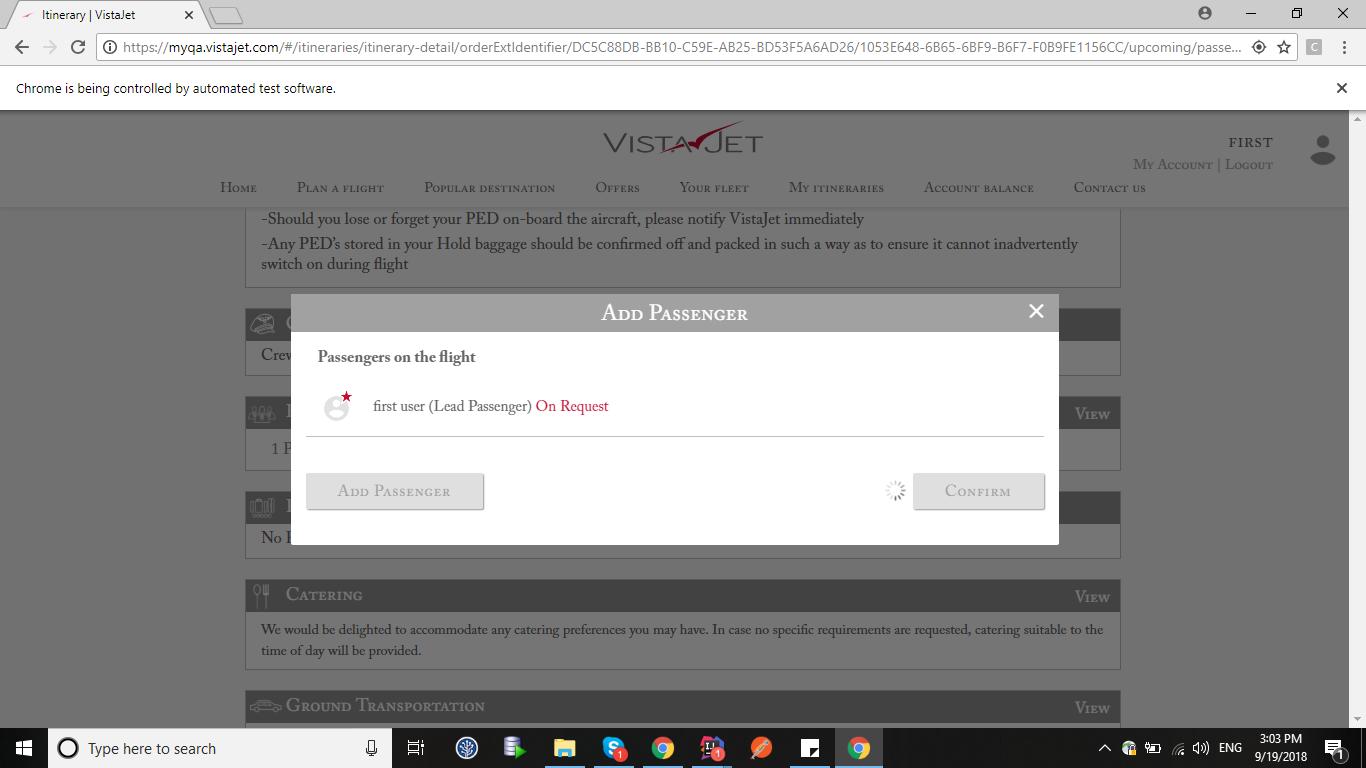 Itinerary | VistaJet
https://myqa.vistajet.com/#/itineraries/itinerary-detail/orderExtIdentifier/DC5C88DB-BB10-C59E-AB25-BD53F5A6AD26/1053E648-6B65-6BF9-B6F7-F0B9FE1156CC/upcoming/passe...
C
Chrome is being controlled by automated test software.
VISTAJET
FIRST
My Account | Logout
Home Plan a flight Popular destination Offers Your fleet My itineraries Account balance Contact us
-Should you lose or forget your PED on-board the aircraft, please notify VistaJet immediately
-Any PED's stored in your Hold baggage should be confirmed off and packed in such a way as to ensure it cannot inadvertently
switch on during flight
Add Passenger
Passengers on the flight
Crew
first user (Lead Passenger) On Request
View
1
Add Passenger Confirm
No
Catering View
We would be delighted to accommodate any catering preferences you may have. In case no specific requirements are requested, catering suitable to the
time of day will be provided.
Ground Transportation View
Type here to search
1
1
ENG
3:03 PM
9/19/2018
1